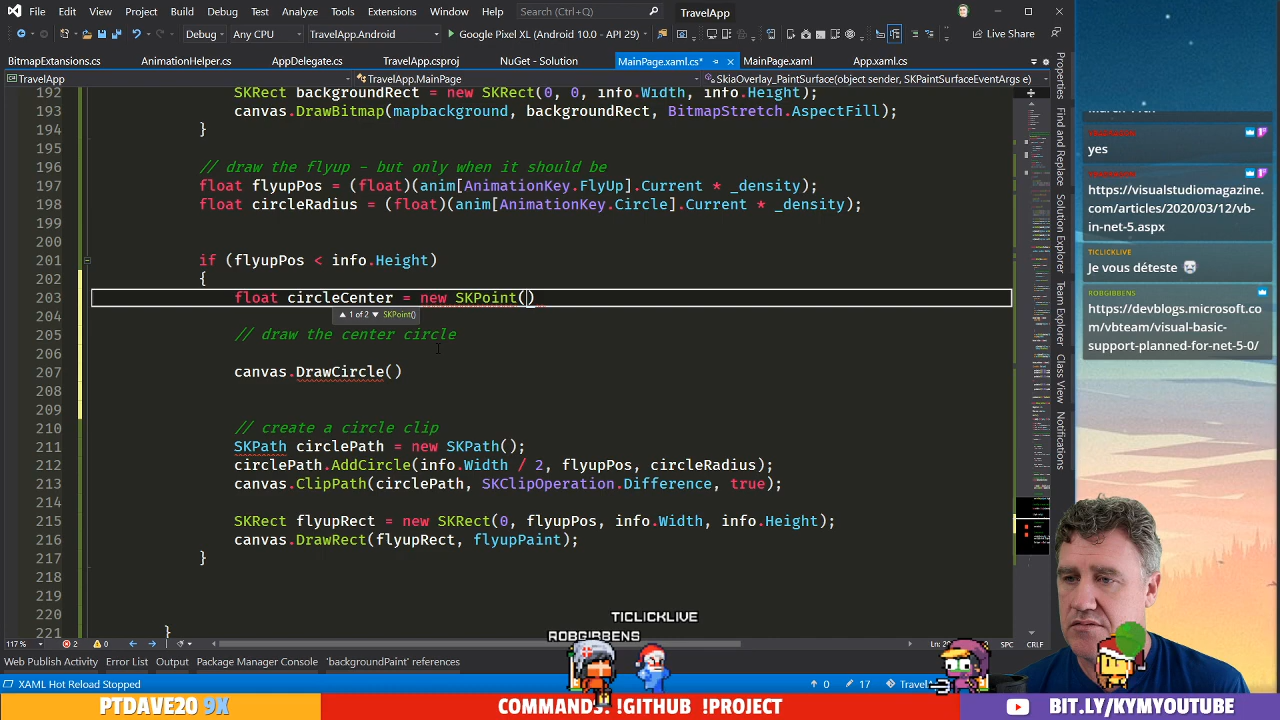 File Edit View Git Project Build Debug Test Analyze Tools Extensions Window Help Search (Ctrl+Q) TravelApp
Debug Any CPU TravelApp.Android Google Pixel XL (Android 10.0 - API 29) Live Share
BitmapExtansions.cs AnimationHelper.cs AppDelegate.cs TravelApp.csproj NuGet - Solution MainPage.xaml.cs* MainPage.xaml App.xaml.cs
TravelApp TravelApp.MainPage SkiaOverlay_PaintSurface(object sender, SKPaintSurfaceEventArgs e)
192 SKRect backgroundRect = new SKRect(0, 0, info.Width, info.Height);
193 canvas.DrawBitmap(mapbackground, backgroundRect, BitmapStretch.AspectFill);
194 }
195
196 // draw the flyup - but only when it should be
197 float flyupPos = (float)(anim[AnimationKey.FlyUp].Current * _density);
198 float circleRadius = (float)(anim[AnimationKey.Circle].Current * _density);
199
200
201 if (flyupPos < info.Height)
202 {
203 float circleCenter = new SKPoint()
204 1 of 2 SKPoint()
205 // draw the center circle
206
207 canvas.DrawCircle()
208
209
210 // create a circle clip
211 SKPath circlePath = new SKPath();
212 circlePath.AddCircle(info.Width / 2, flyupPos, circleRadius);
213 canvas.ClipPath(circlePath, SKClipOperation.Difference, true);
214
215 SKRect flyupRect = new SKRect(0, flyupPos, info.Width, info.Height);
216 canvas.DrawRect(flyupRect, flyupPaint);
217 }
218
219
220
221 }
117% 2 0 SPC CRLF
Web Publish Activity Error List Output Package Manager Console 'backgroundPaint' references
XAML Hot Reload Stopped 0 17 TravelA
Properties
Find and Replace
Solution Explorer
Team Explorer
Class View
Notifications
yes
https://visualstudiomagazine.
com/articles/2020/03/12/vb-
in-net-5.aspx
TICLICKLIVE
Je vous déteste
ROBGIBBENS
https://devblogs.microsoft.co
m/vbteam/visual-basic-
support-planned-for-net-5-0/
TICLICKLIVE
ROBGIBBENS
PTDAVE20 9X COMMANDS: !GITHUB !PROJECT BIT.LY/KYMYOUTUBE